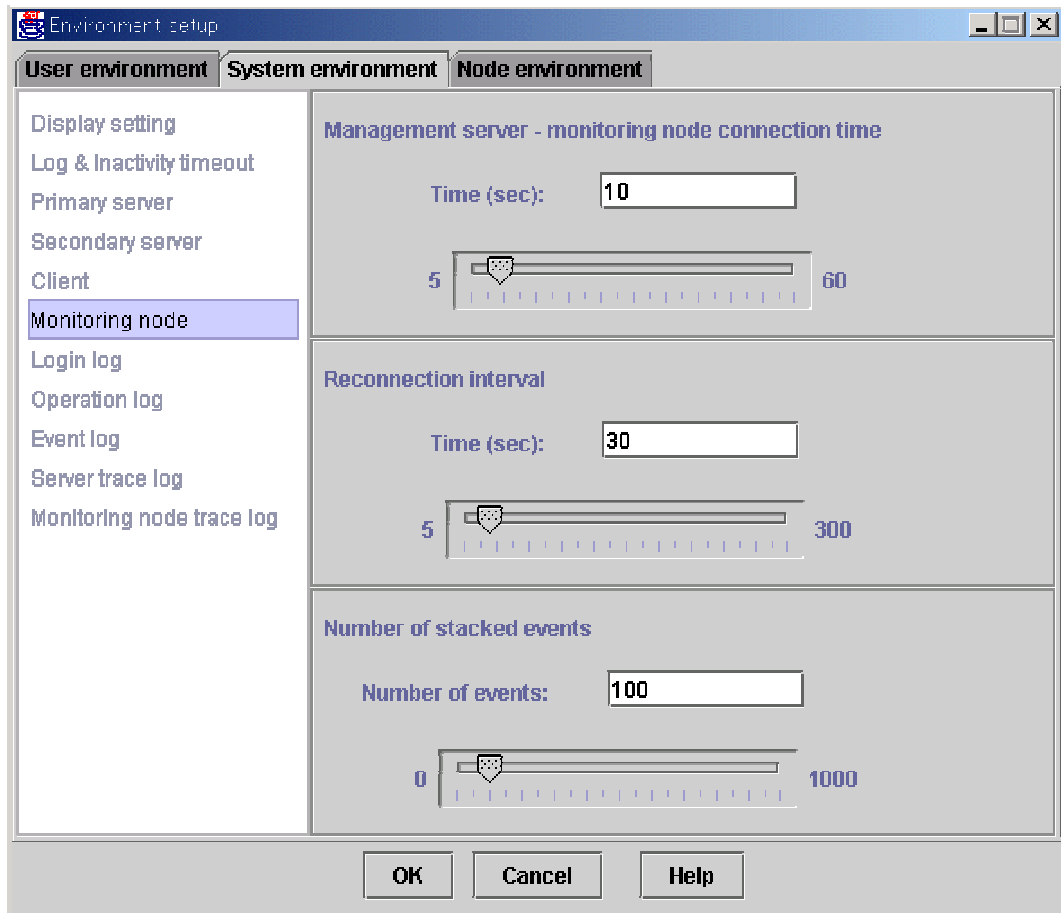 Environment setup
User environment System environment Node environment
Display setting
Log & Inactivity timeout
Primary server
Secondary server
Client
Monitoring node
Login log
Operation log
Event log
Server trace log
Monitoring node trace log
Management server - monitoring node connection time
Time (sec): 10
5 60
Reconnection interval
Time (sec): 30
5 300
Number of stacked events
Number of events: 100
0 1000
OK Cancel Help